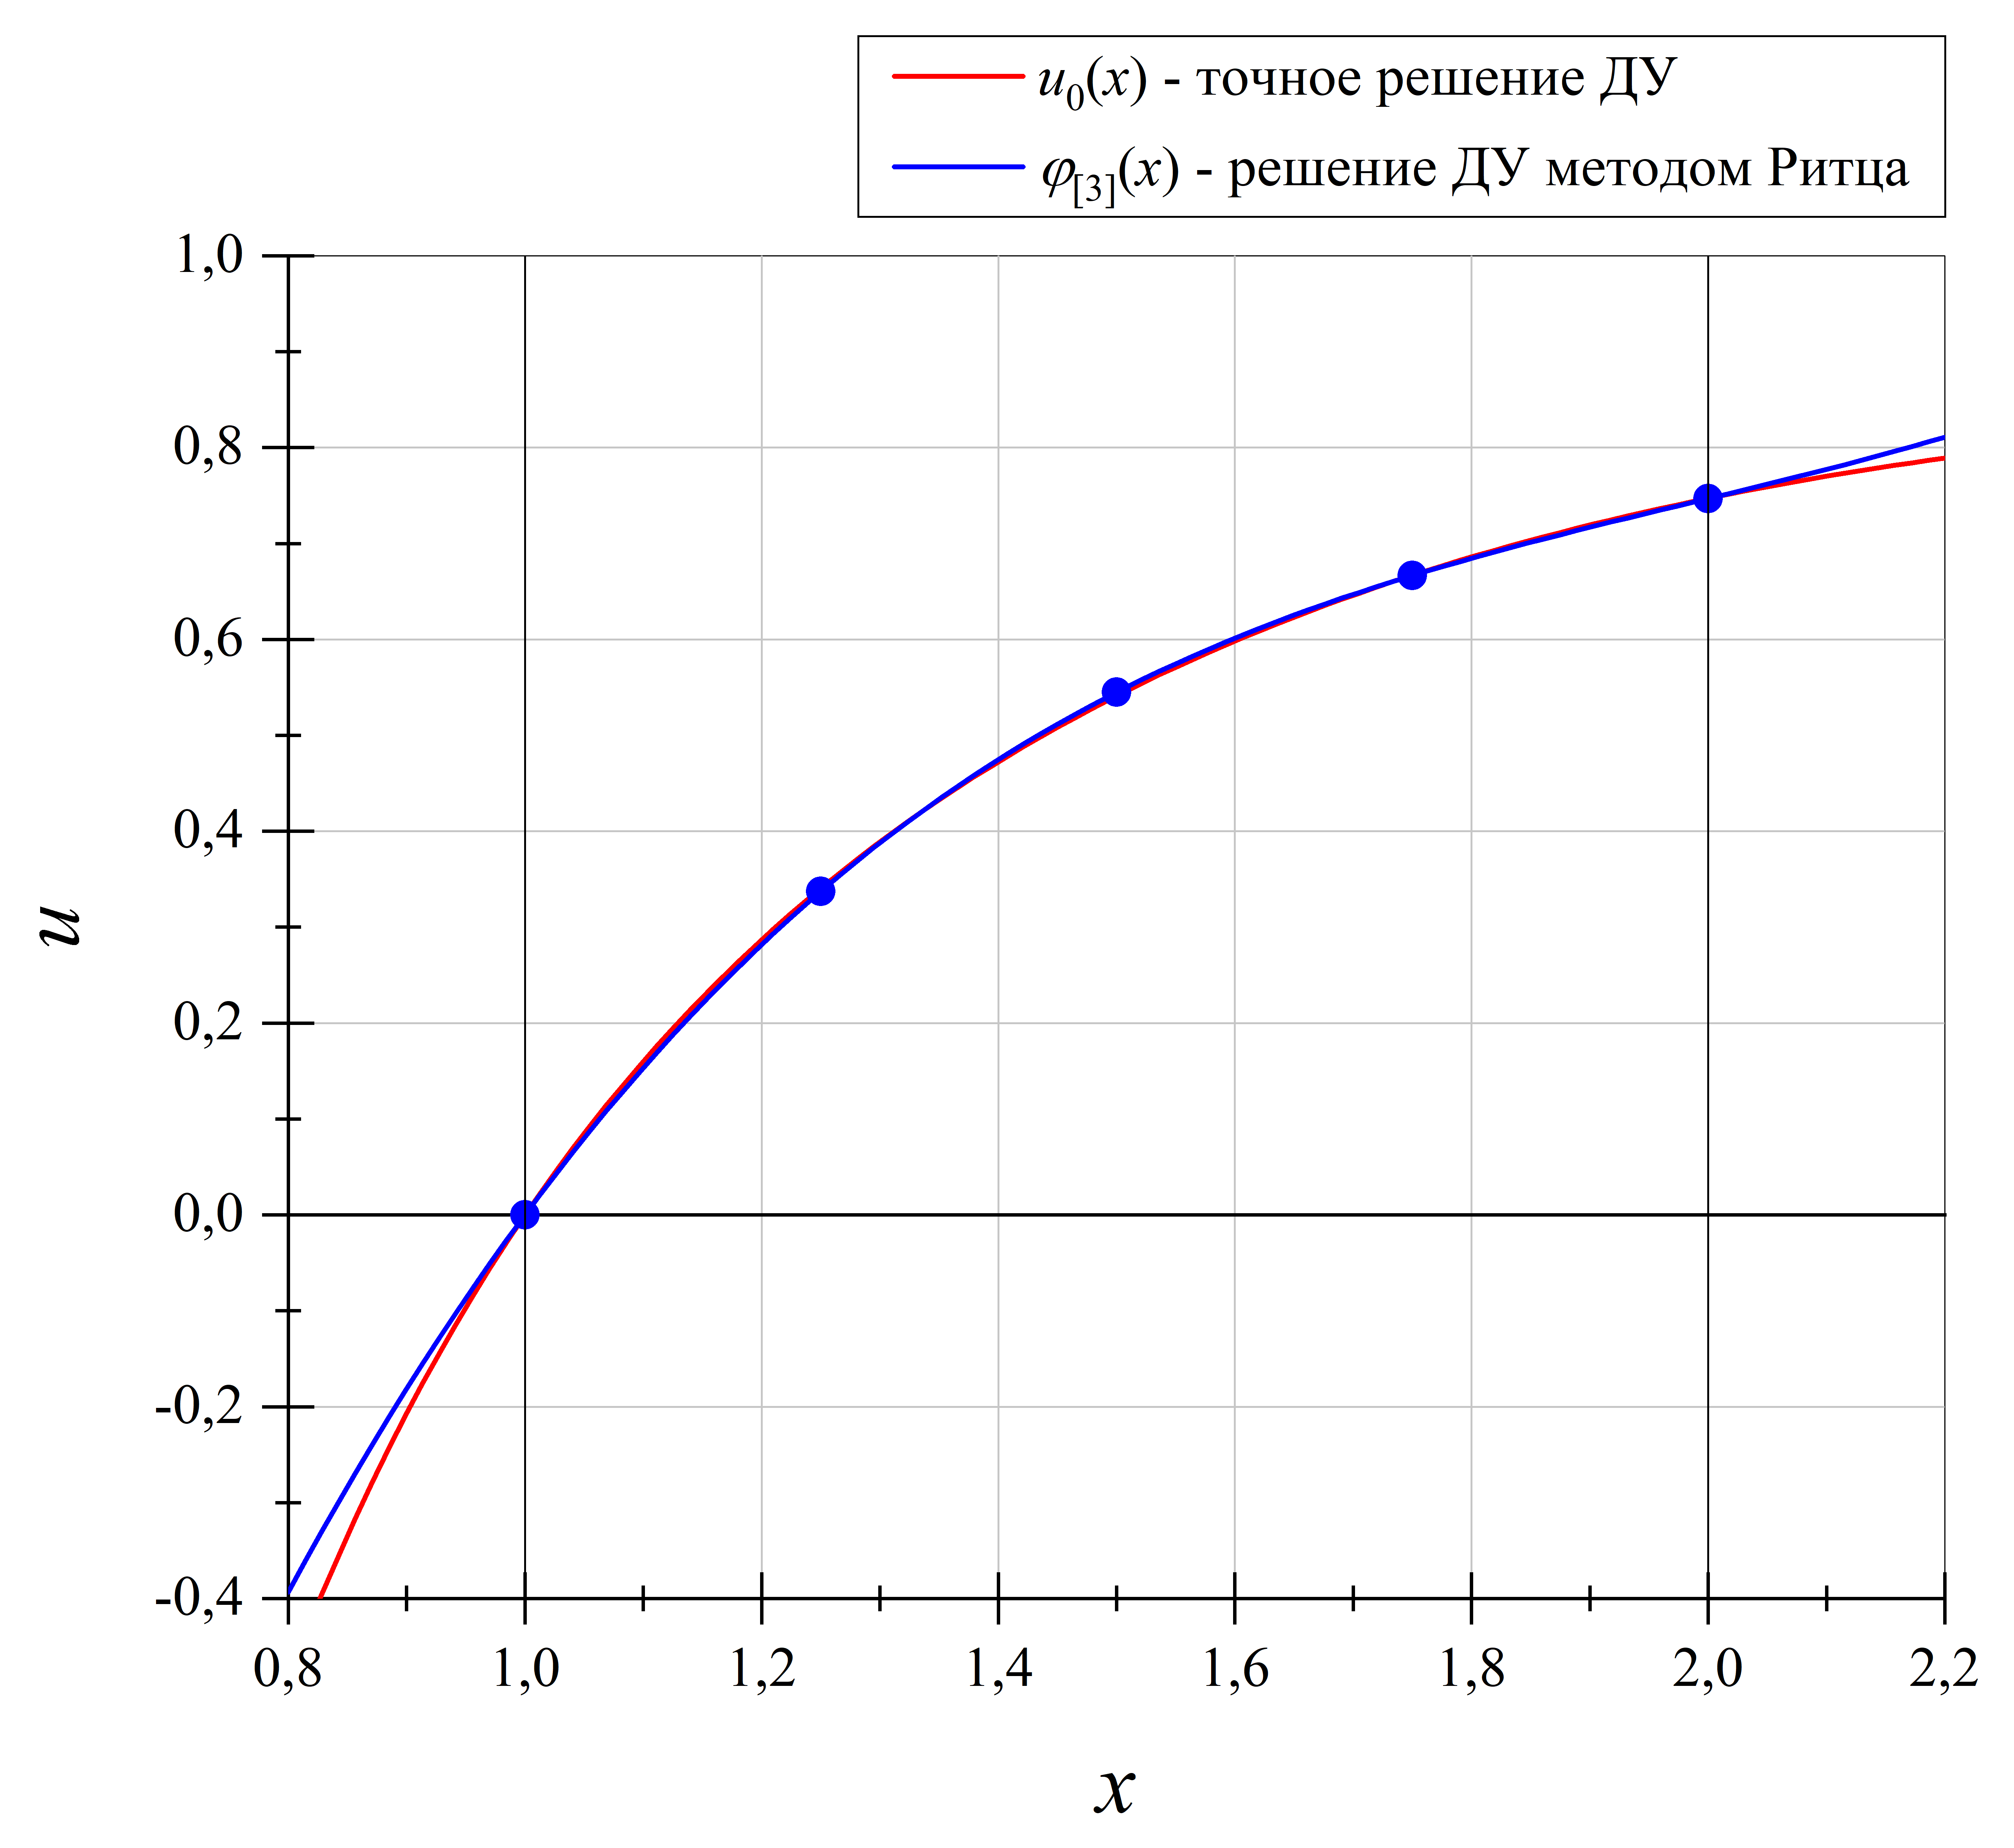 u₀(x) - точное решение ДУ
φ[3](x) - решение ДУ методом Ритца
1,0
0,8
0,6
0,4
0,2
0,0
-0,2
-0,4
u
0,8 1,0 1,2 1,4 1,6 1,8 2,0 2,2
x